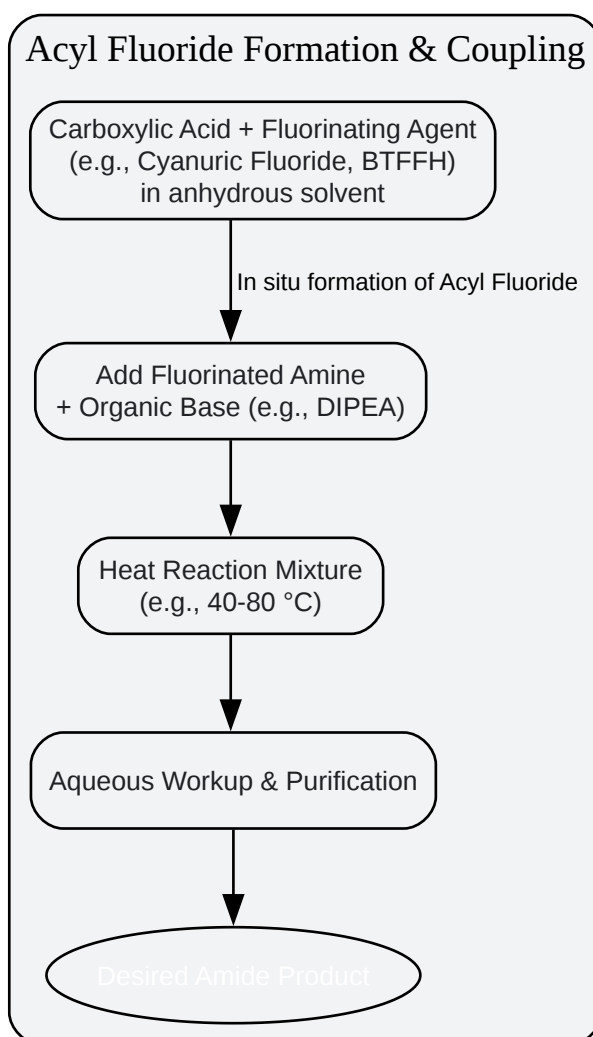 Acyl Fluoride Formation & Coupling
Carboxylic Acid + Fluorinating Agent
(e.g., Cyanuric Fluoride, BTFFH)
in anhydrous solvent
In situ formation of Acyl Fluoride
Add Fluorinated Amine
+ Organic Base (e.g., DIPEA)
Heat Reaction Mixture
(e.g., 40-80 °C)
Aqueous Workup & Purification
Desired Amide Product